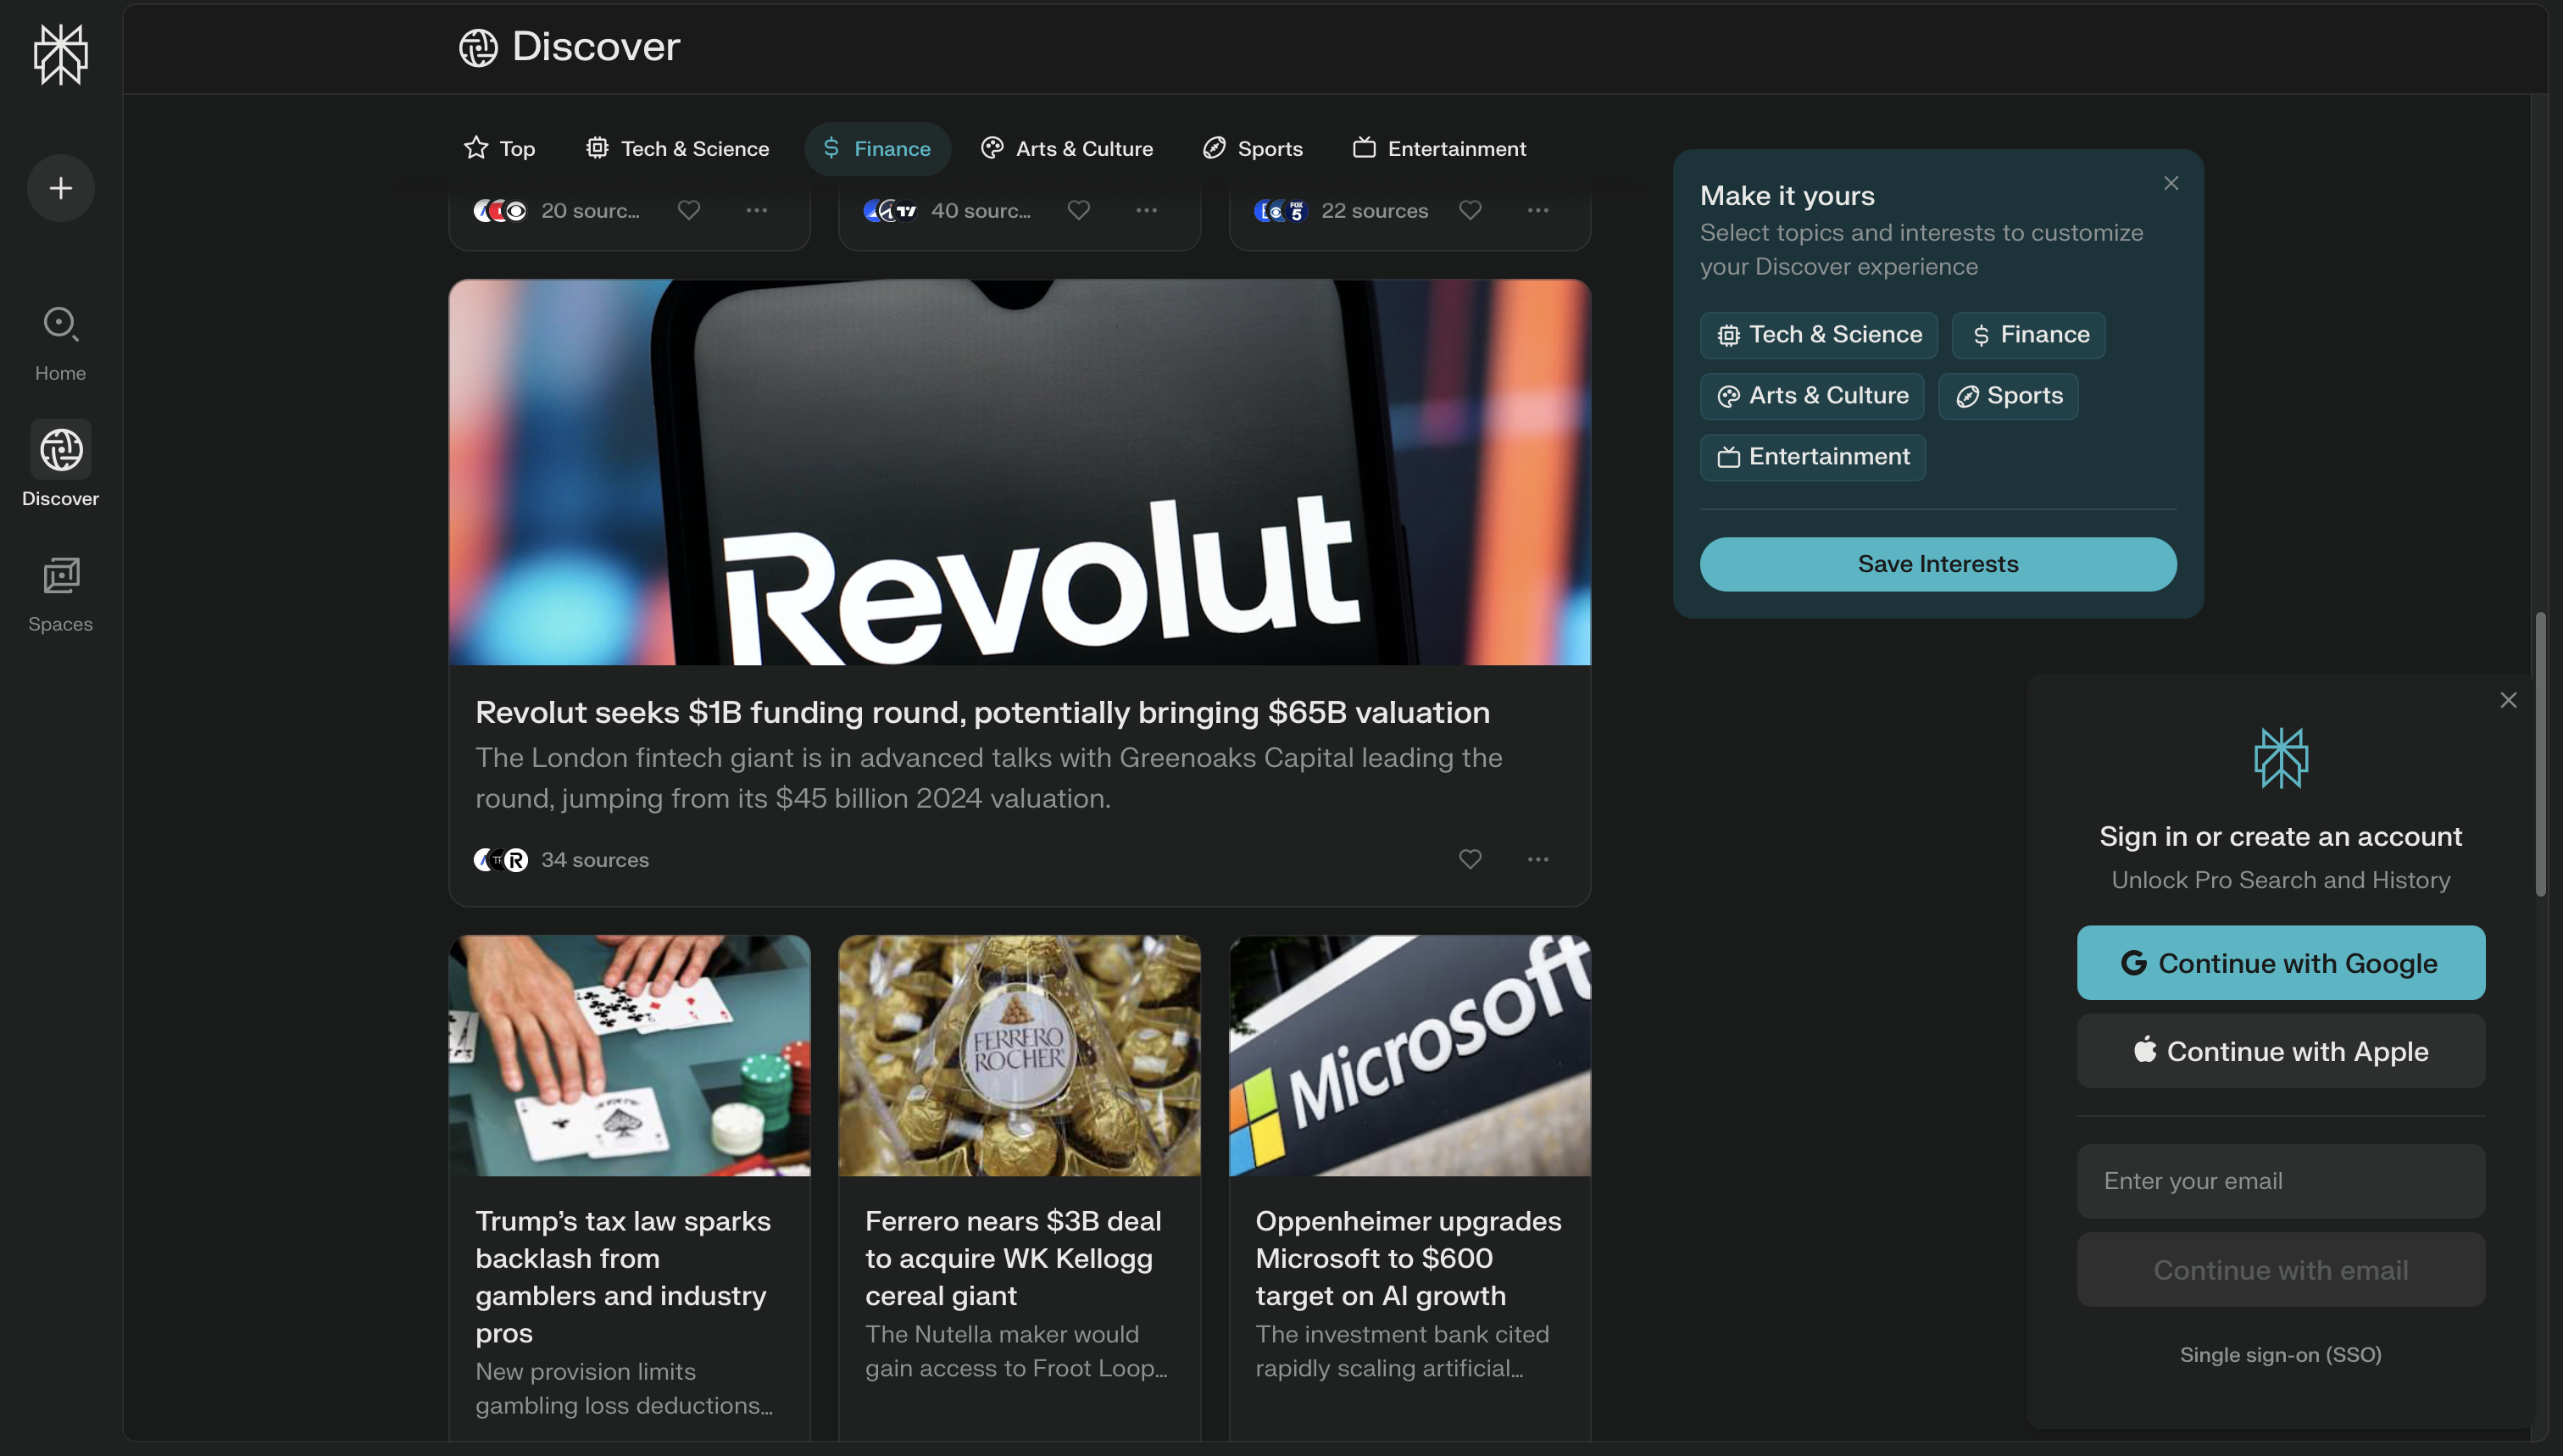 Discover
Top
Tech & Science
Finance
Arts & Culture
Sports
Entertainment
20 sourc...
40 sourc...
22 sources
FOX
5
Home
Discover
Spaces
Revolut
Revolut seeks $1B funding round, potentially bringing $65B valuation
The London fintech giant is in advanced talks with Greenoaks Capital leading the
round, jumping from its $45 billion 2024 valuation.
34 sources
FERRERO
ROCHER
Microsoft
Trump’s tax law sparks
backlash from
gamblers and industry
pros
New provision limits
gambling loss deductions...
Ferrero nears $3B deal
to acquire WK Kellogg
cereal giant
The Nutella maker would
gain access to Froot Loop...
Oppenheimer upgrades
Microsoft to $600
target on AI growth
The investment bank cited
rapidly scaling artificial...
Make it yours
Select topics and interests to customize
your Discover experience
Tech & Science
Finance
Arts & Culture
Sports
Entertainment
Save Interests
Sign in or create an account
Unlock Pro Search and History
Continue with Google
Continue with Apple
Enter your email
Continue with email
Single sign-on (SSO)